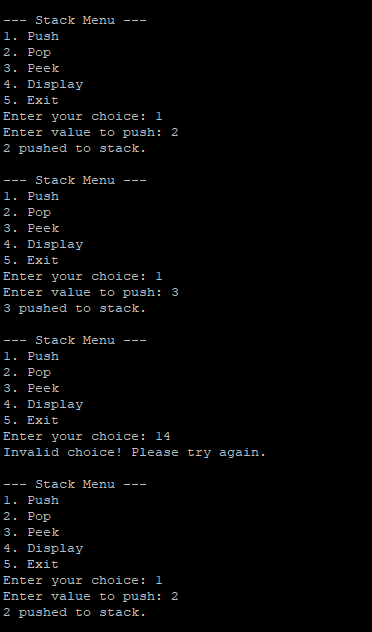 --- Stack Menu ---
1. Push
2. Pop
3. Peek
4. Display
5. Exit
Enter your choice: 1
Enter value to push: 2
2 pushed to stack.
--- Stack Menu ---
1. Push
2. Pop
3. Peek
4. Display
5. Exit
Enter your choice: 1
Enter value to push: 3
3 pushed to stack.
--- Stack Menu ---
1. Push
2. Pop
3. Peek
4. Display
5. Exit
Enter your choice: 14
Invalid choice! Please try again.
--- Stack Menu ---
1. Push
2. Pop
3. Peek
4. Display
5. Exit
Enter your choice: 1
Enter value to push: 2
2 pushed to stack.